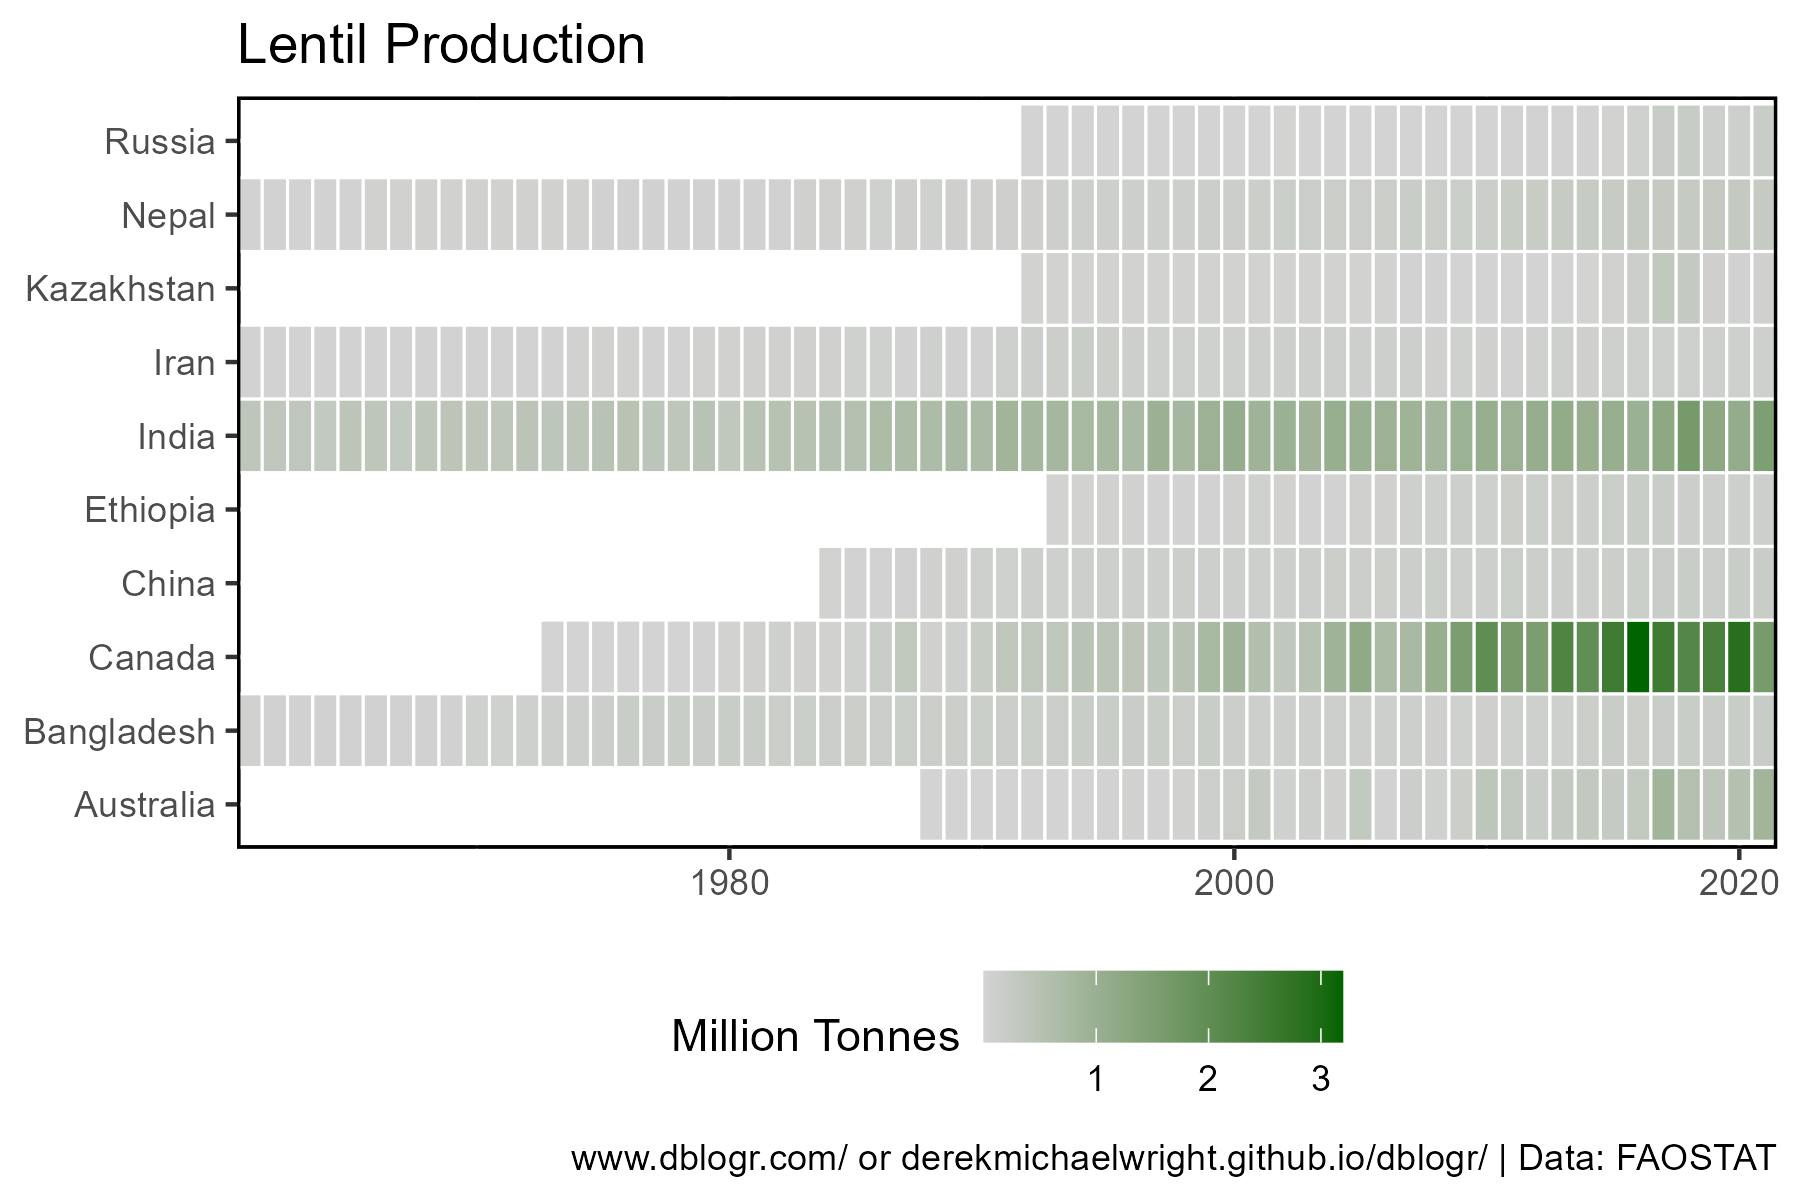 Lentil Production
Russia
Nepal
Kazakhstan
Iran
India
Ethiopia
China
Canada
Bangladesh
Australia
1980 2000 2020
Million Tonnes
1 2 3
www.dblogr.com/ or derekmichaelwright.github.io/dblogr/ | Data: FAOSTAT